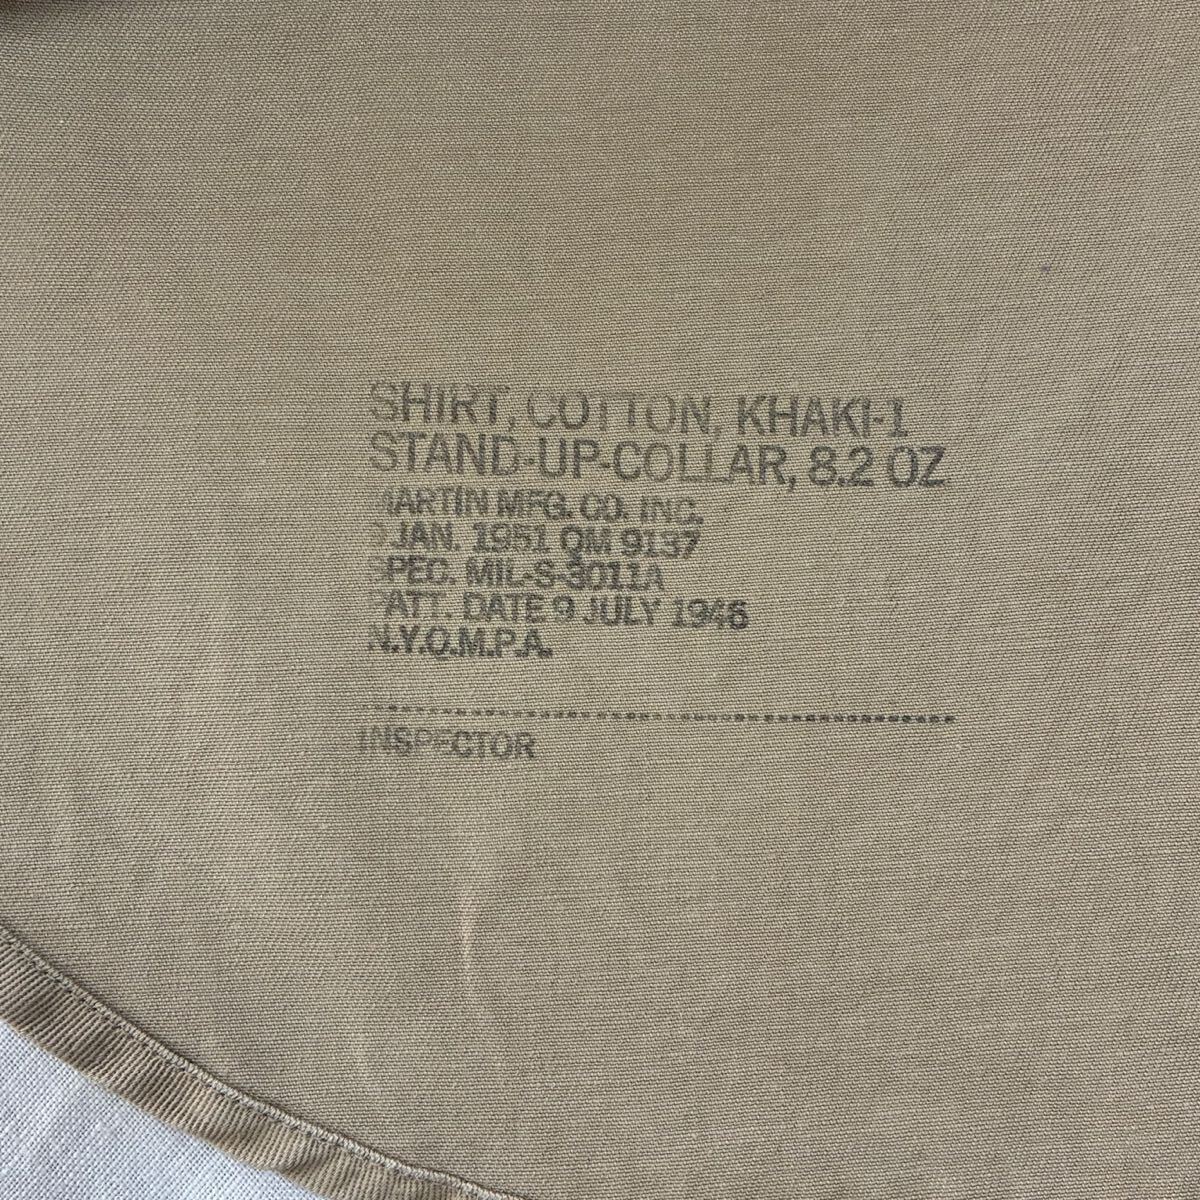 SHIRT, COTTON, KHAKI-1
STAND-UP-COLLAR, 8.2 OZ
MARTIN MFG. CO. INC.
9 JAN. 1951 QM 9137
SPEC. MIL-S-3011A
PATT. DATE 9 JULY 1946
N.Y.Q.M.P.A.
INSPECTOR